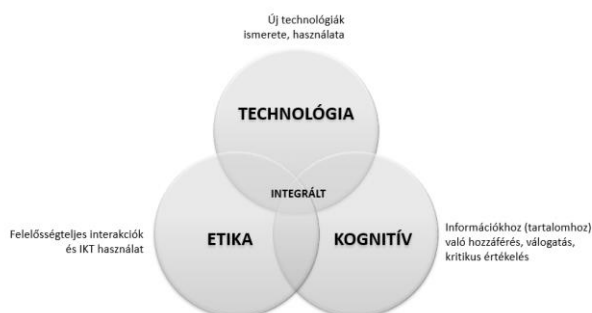 Új technológiák
ismerete, használata
TECHNOLÓGIA
INTEGRÁLT
Felelősségteljes interakciók
és IKT használat
ETIKA
KOGNITÍV
Információkhoz (tartalomhoz)
való hozzáférés, válogatás,
kritikus értékelés